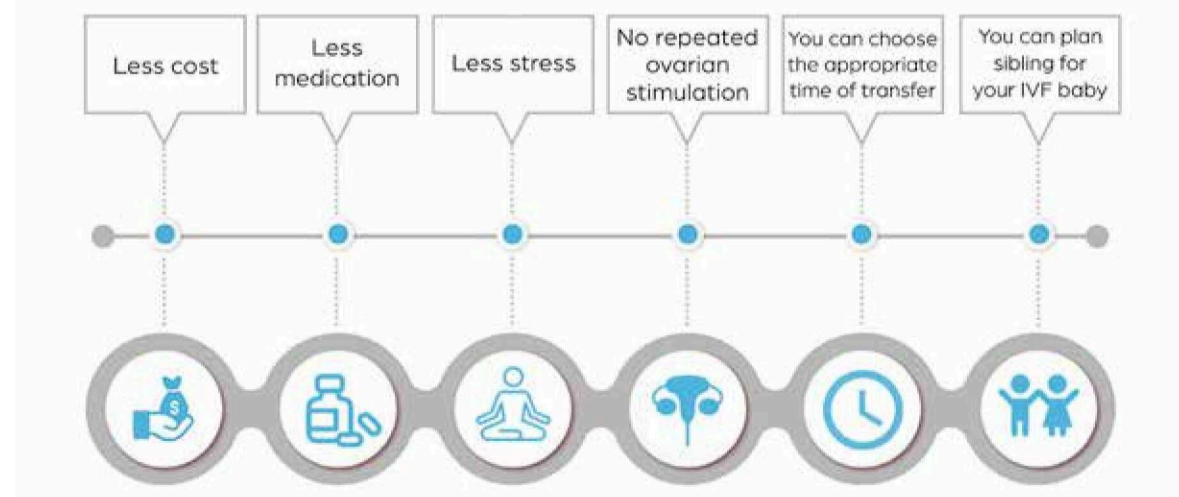 Less cost
Less
medication
Less stress
No repeated
ovarian
stimulation
You can choose
the appropriate
time of transfer
You can plan
sibling for
your IVF baby
$